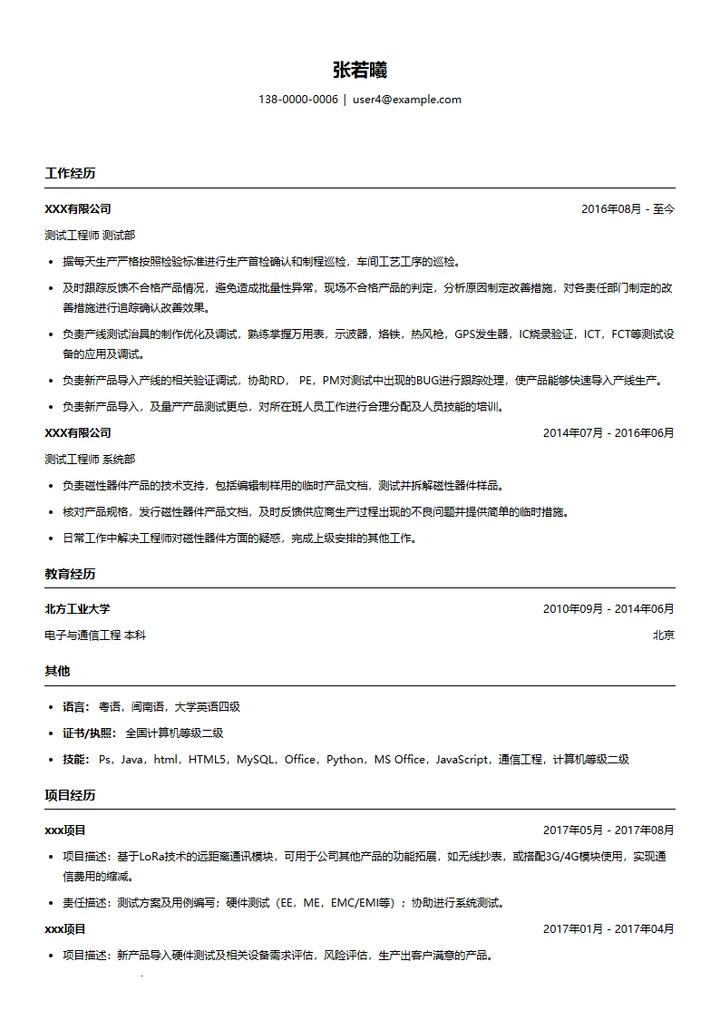 张若曦
138-0000-0006 | user4@example.com
工作经历
XXX有限公司 2016年08月 - 至今
测试工程师 测试部
• 据每天生产严格按照检验标准进行生产首检确认和制程巡检，车间工艺工序的巡检。
• 及时跟踪反馈不合格产品情况，避免造成批量性异常，现场不合格产品的判定，分析原因制定改善措施，对各责任部门制定的改
善措施进行追踪确认改善效果。
• 负责产线测试治具的制作优化及调试，熟练掌握万用表，示波器，烙铁，热风枪，GPS发生器，IC烧录验证，ICT，FCT等测试设
备的应用及调试。
• 负责新产品导入产线的相关验证调试，协助RD， PE，PM对测试中出现的BUG进行跟踪处理，使产品能够快速导入产线生产。
• 负责新产品导入，及量产产品测试更总，对所在班人员工作进行合理分配及人员技能的培训。
XXX有限公司 2014年07月 - 2016年06月
测试工程师 系统部
• 负责磁性器件产品的技术支持，包括编辑制样用的临时产品文档，测试并拆解磁性器件样品。
• 核对产品规格，发行磁性器件产品文档，及时反馈供应商生产过程出现的不良问题并提供简单的临时措施。
• 日常工作中解决工程师对磁性器件方面的疑惑，完成上级安排的其他工作。
教育经历
北方工业大学 2010年09月 - 2014年06月
电子与通信工程 本科 北京
其他
• 语言： 粤语，闽南语，大学英语四级
• 证书/执照： 全国计算机等级二级
• 技能： Ps，Java，html，HTML5，MySQL，Office，Python，MS Office，JavaScript，通信工程，计算机等级二级
项目经历
xxx项目 2017年05月 - 2017年08月
• 项目描述：基于LoRa技术的远距离通讯模块，可用于公司其他产品的功能拓展，如无线抄表，或搭配3G/4G模块使用，实现通
信费用的缩减。
• 责任描述：测试方案及用例编写；硬件测试（EE，ME，EMC/EMI等）；协助进行系统测试。
xxx项目 2017年01月 - 2017年04月
• 项目描述：新产品导入硬件测试及相关设备需求评估，风险评估，生产出客户满意的产品。